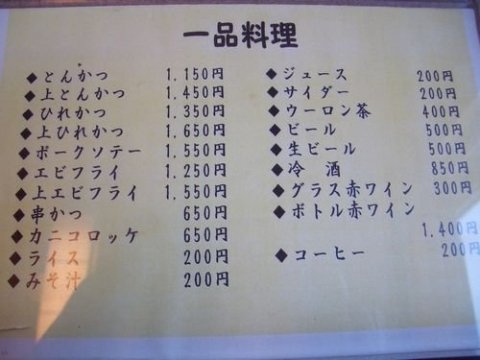 一品料理
◆とんかつ 1,150円
◆上とんかつ 1,450円
◆ひれかつ 1,350円
◆上ひれかつ 1,650円
◆ポークソテー 1,550円
◆エビフライ 1,250円
◆上エビフライ 1,550円
◆串かつ 650円
◆カニコロッケ 650円
◆ライス 200円
◆みそ汁 200円
◆ジュース 200円
◆サイダー 200円
◆ウーロン茶 400円
◆ビール 500円
◆生ビール 500円
◆冷 酒 850円
◆グラス赤ワイン 300円
◆ボトル赤ワイン
1,400円
◆コーヒー 200円